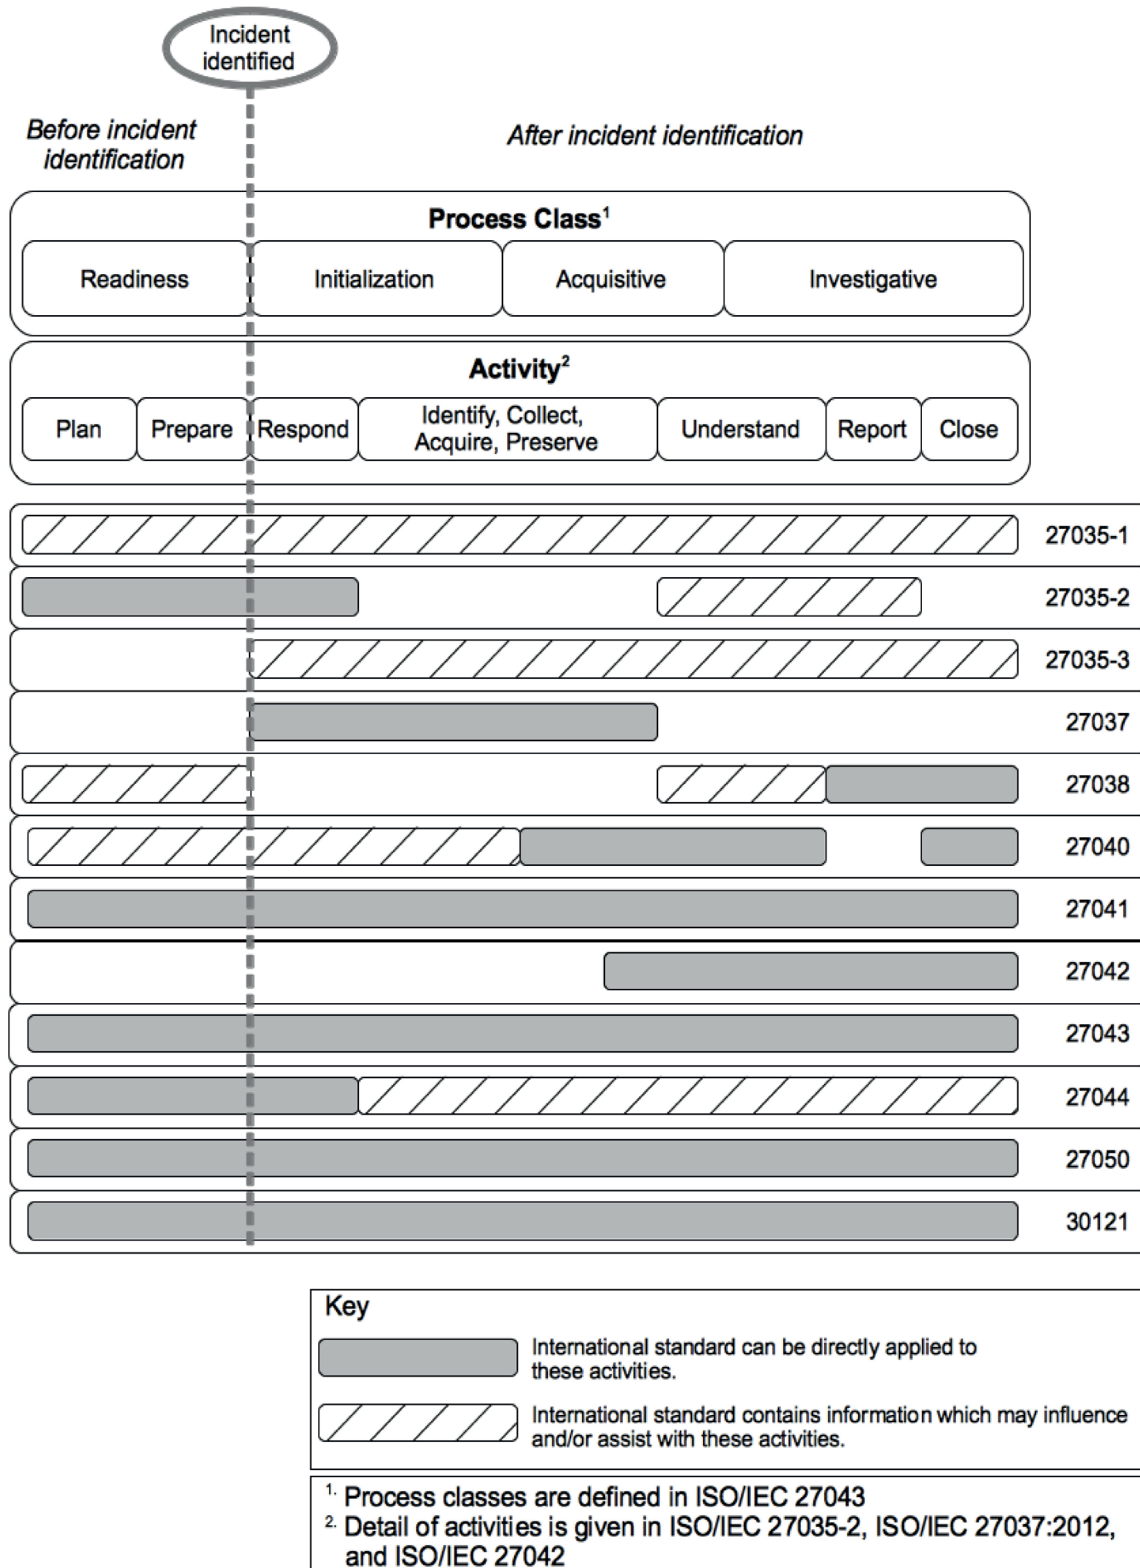 Incident
identified
Before incident
identification
After incident identification
Process Class1
Readiness
Initialization
Acquisitive
Investigative
Activity2
Plan
Prepare
Respond
Identify, Collect,
Acquire, Preserve
Understand
Report
Close
27035-1
27035-2
27035-3
27037
27038
27040
27041
27042
27043
27044
27050
30121
Key
International standard can be directly applied to
these activities.
International standard contains information which may influence
and/or assist with these activities.
1. Process classes are defined in ISO/IEC 27043
2. Detail of activities is given in ISO/IEC 27035-2, ISO/IEC 27037:2012,
and ISO/IEC 27042